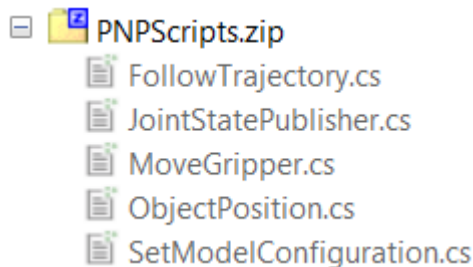 PNPScripts.zip
FollowTrajectory.cs
JointStatePublisher.cs
MoveGripper.cs
ObjectPosition.cs
SetModelConfiguration.cs